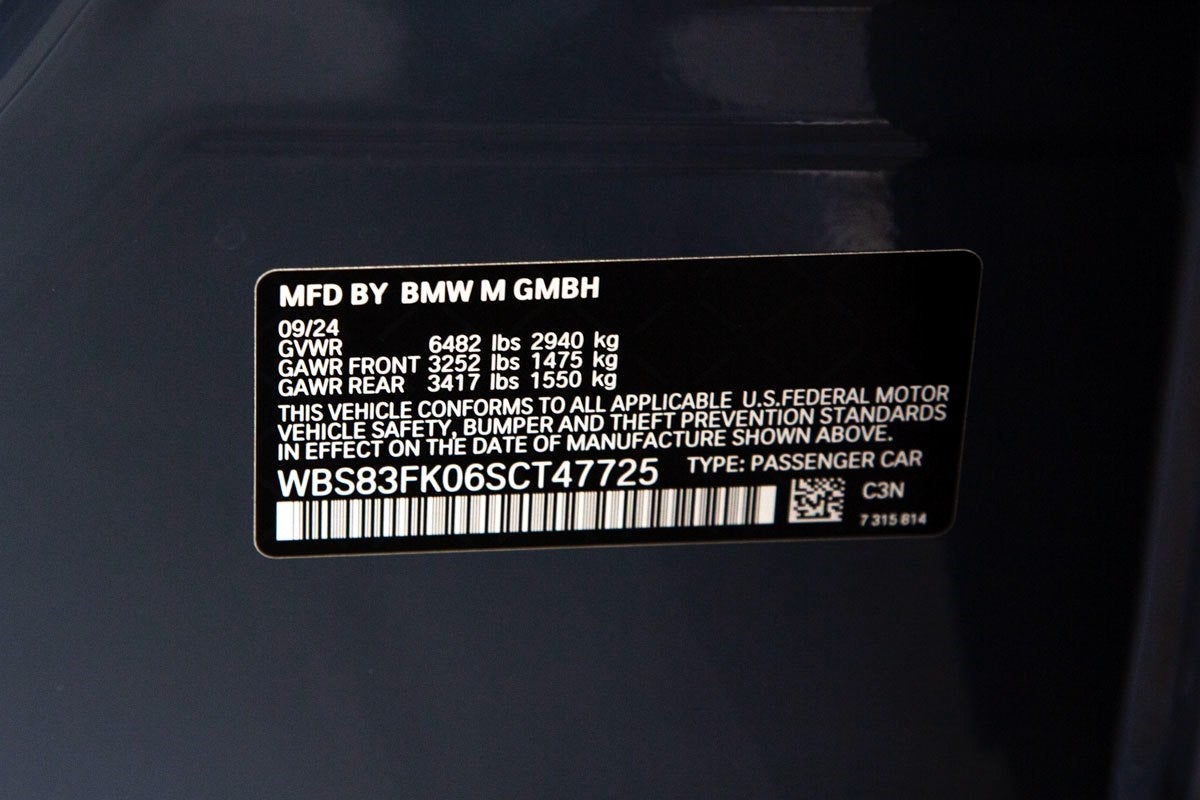 MFD BY BMW M GMBH
09/24
GVWR 6482 lbs 2940 kg
GAWR FRONT 3252 lbs 1475 kg
GAWR REAR 3417 lbs 1550 kg
THIS VEHICLE CONFORMS TO ALL APPLICABLE U.S.FEDERAL MOTOR
VEHICLE SAFETY, BUMPER AND THEFT PREVENTION STANDARDS
IN EFFECT ON THE DATE OF MANUFACTURE SHOWN ABOVE.
WBS83FK06SCT47725 TYPE: PASSENGER CAR
C3N
7 315 814